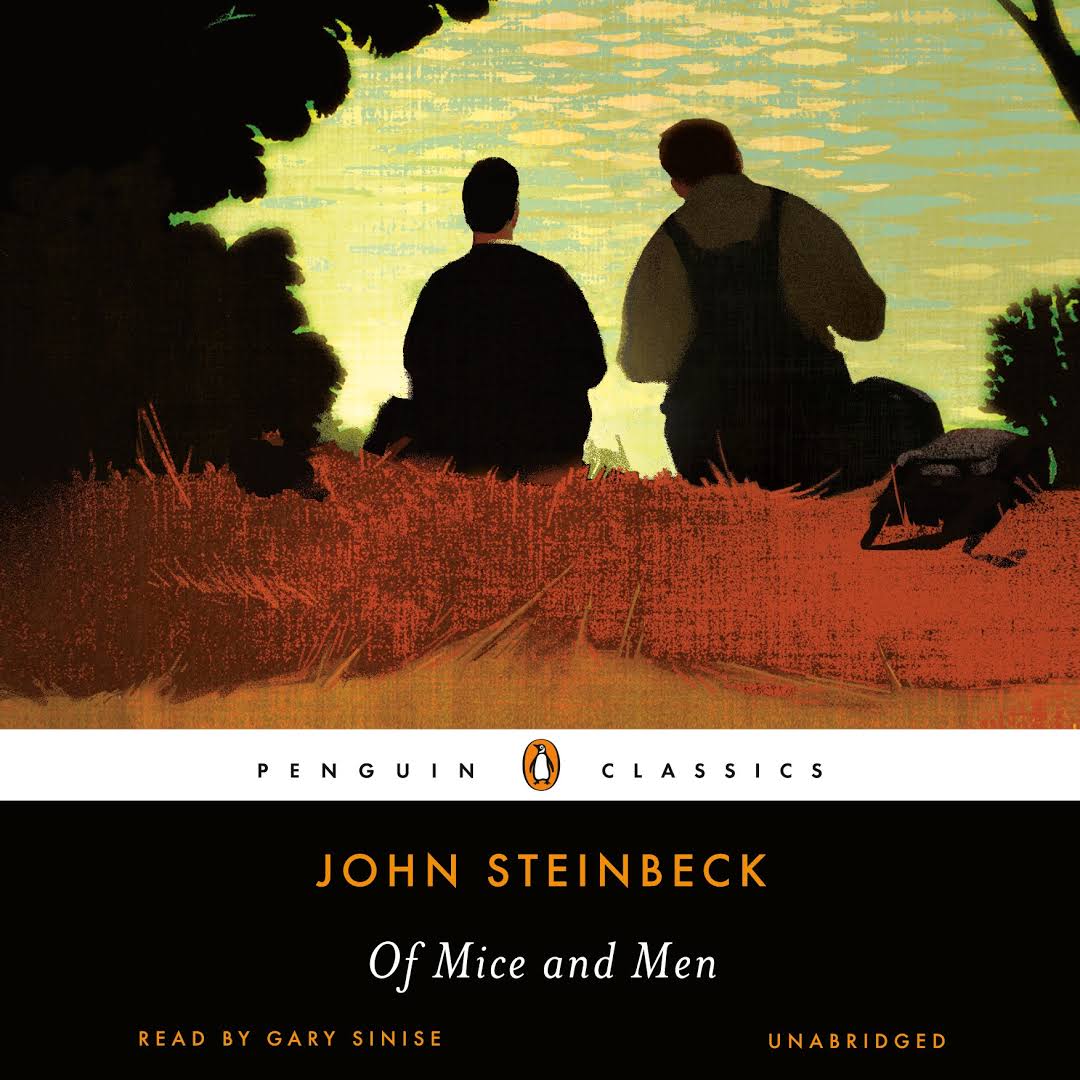 PENGUIN CLASSICS
JOHN STEINBECK
Of Mice and Men
READ BY GARY SINISE UNABRIDGED